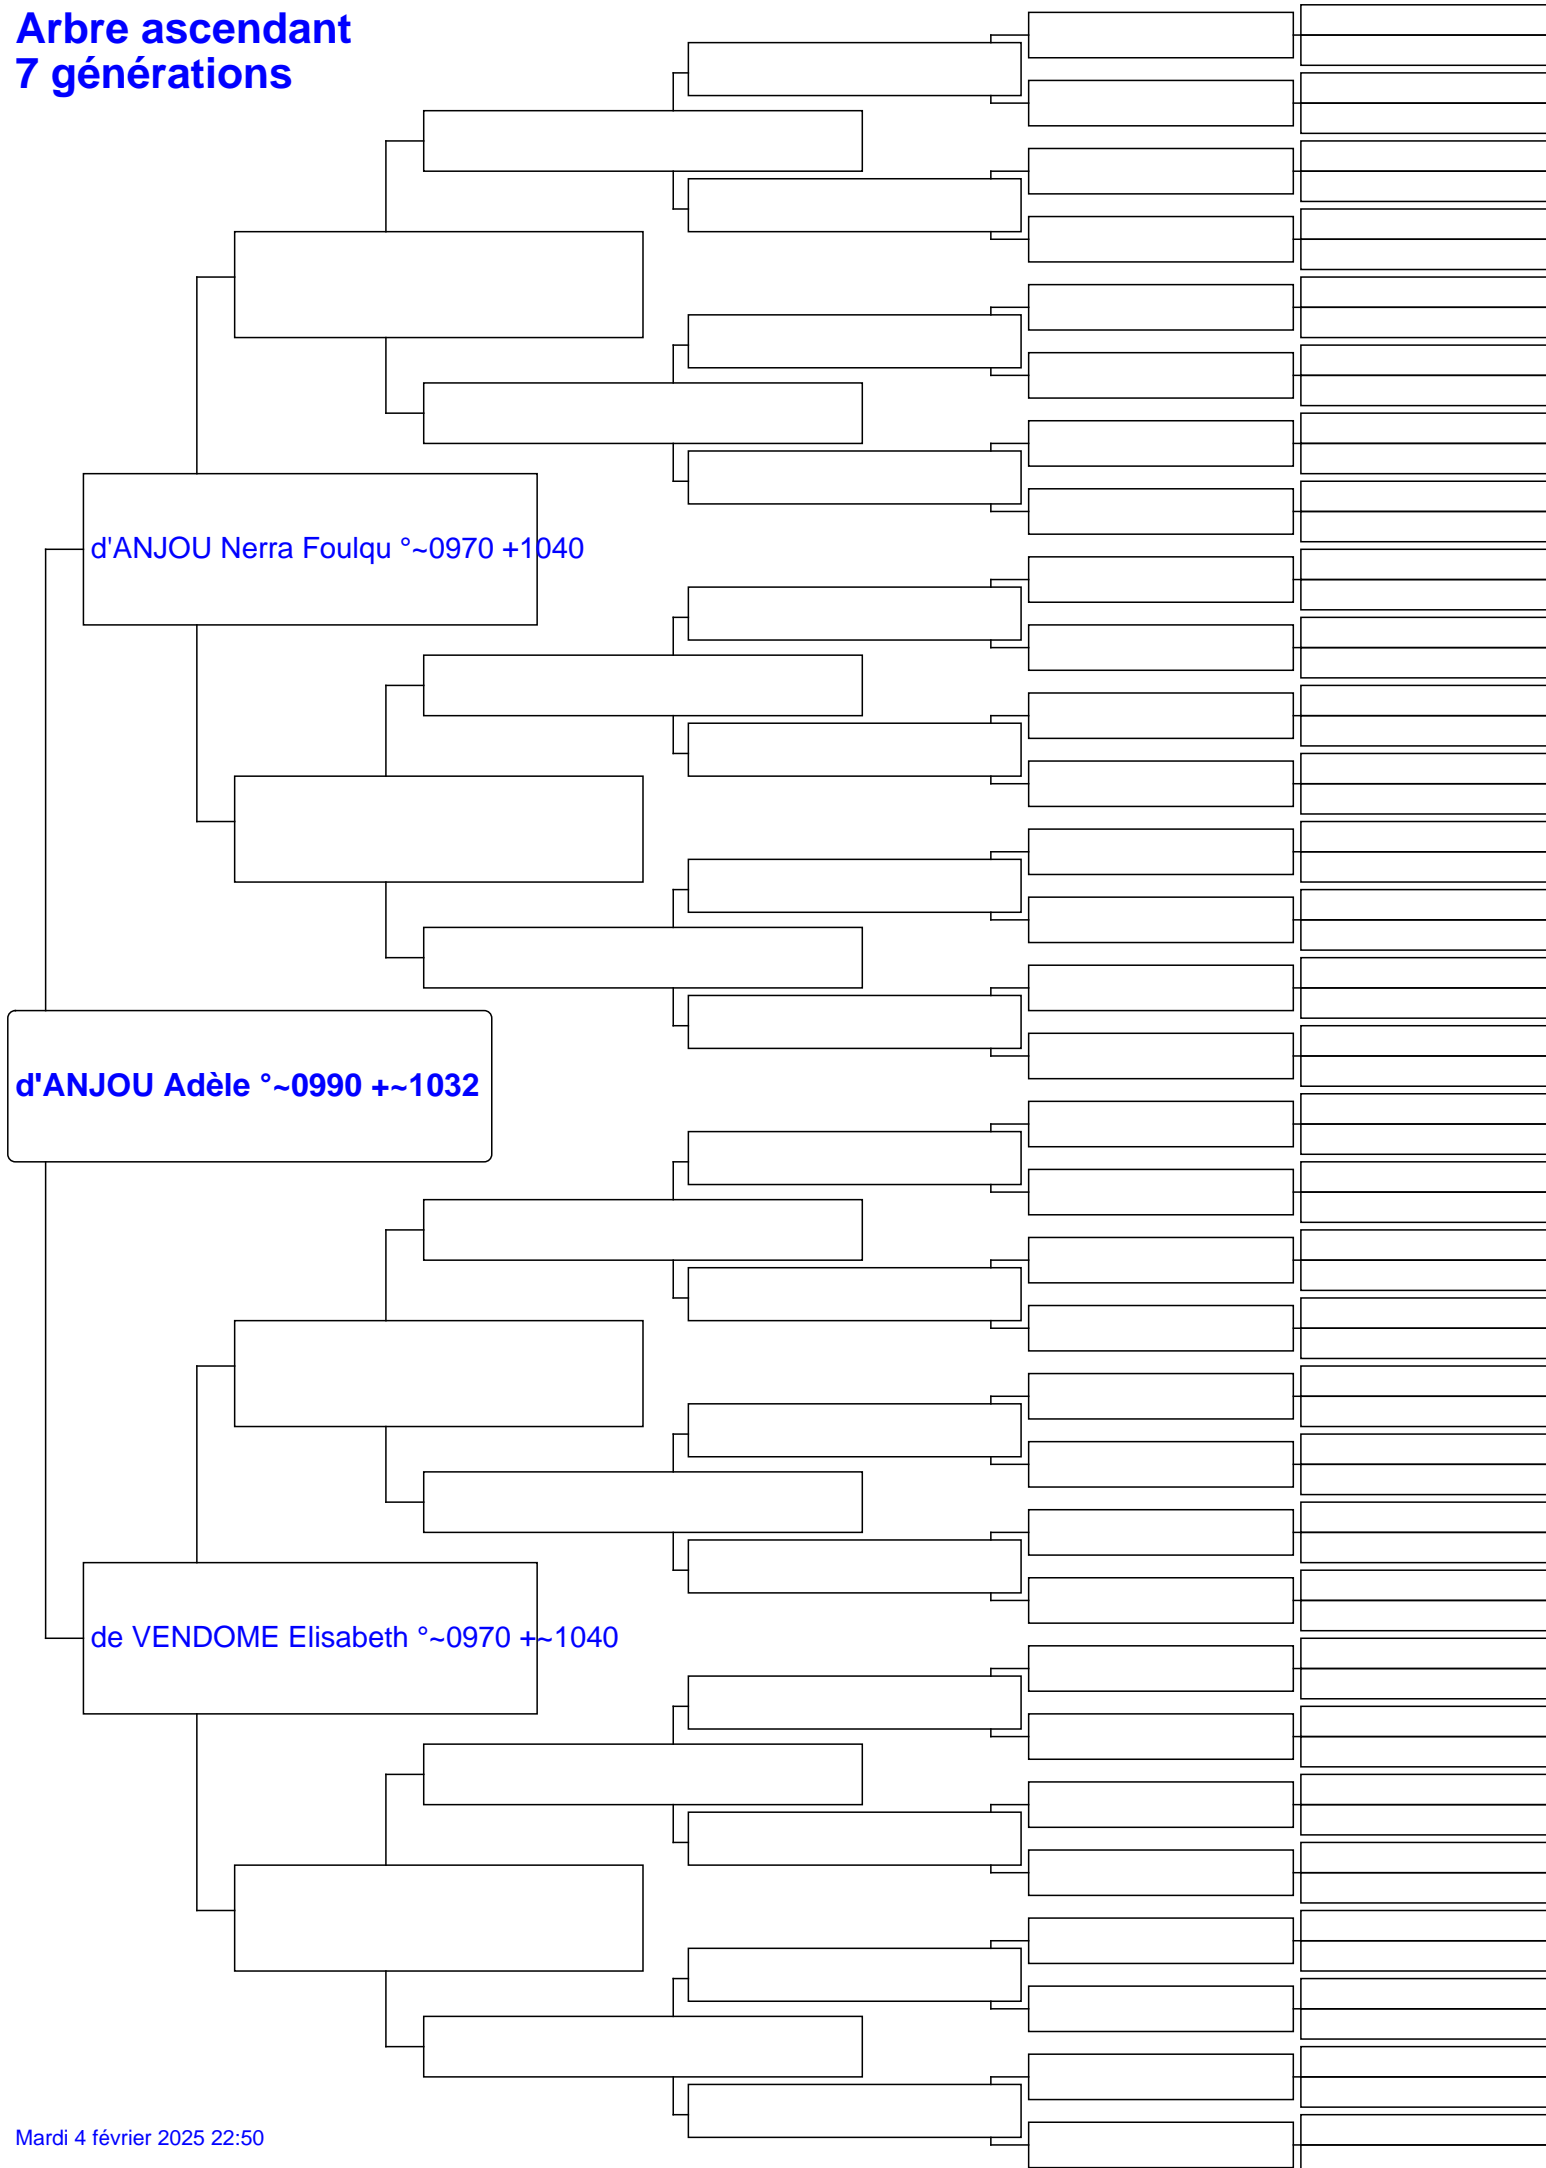 Arbre ascendant
7 générations
d'ANJOU Nerra Foulqu °~0970 +1040
d'ANJOU Adèle °~0990 +~1032
de VENDOME Elisabeth °~0970 +~1040
Mardi 4 février 2025 22:50